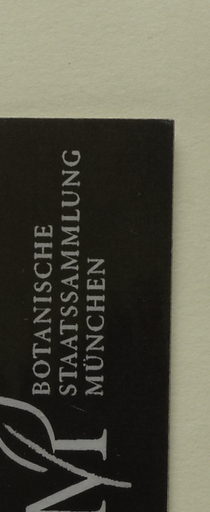 BOTANISCHE
STAATSSAMMLUNG
MÜNCHEN
M